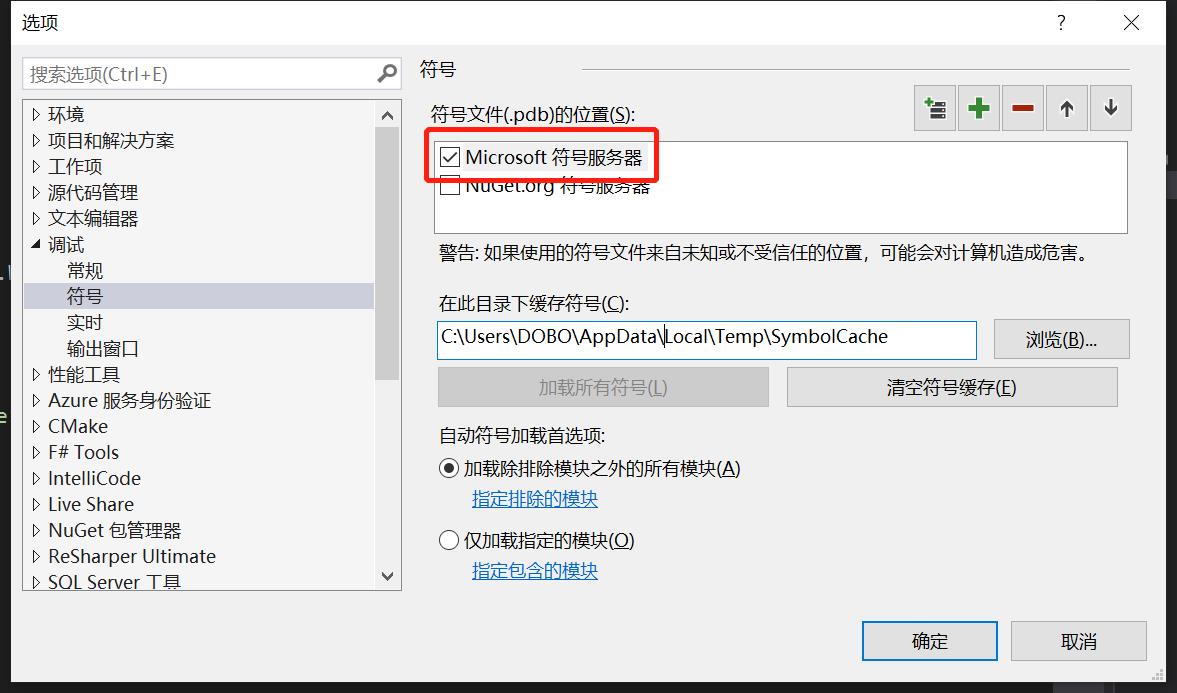 选项
?
搜索选项(Ctrl+E)
环境
项目和解决方案
工作项
源代码管理
文本编辑器
调试
常规
符号
实时
输出窗口
性能工具
Azure 服务身份验证
CMake
F# Tools
IntelliCode
Live Share
NuGet 包管理器
ReSharper Ultimate
SQL Server 工具
符号
符号文件(.pdb)的位置(S):
Microsoft 符号服务器
NuGet.org 符号服务器
警告: 如果使用的符号文件来自未知或不受信任的位置，可能会对计算机造成危害。
在此目录下缓存符号(C):
C:\Users\DOBO\AppData\Local\Temp\SymbolCache
浏览(B)...
加载所有符号(L)
清空符号缓存(E)
自动符号加载首选项:
加载除排除模块之外的所有模块(A)
指定排除的模块
仅加载指定的模块(O)
指定包含的模块
确定
取消